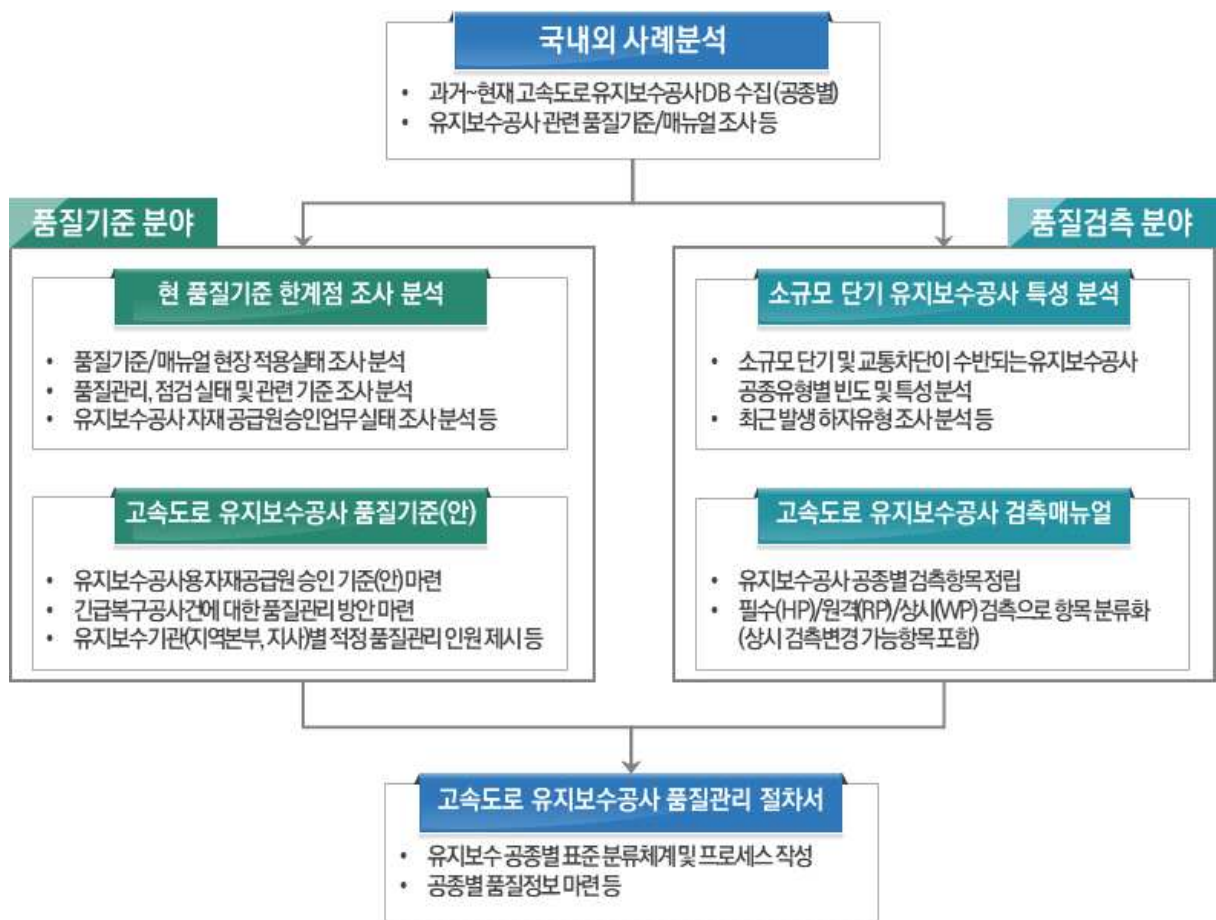 국내외 사례분석
• 과거~현재 고속도로 유지보수공사 DB 수집 (공종별)
• 유지보수공사 관련 품질기준/매뉴얼 조사 등
품질기준 분야
현 품질기준 한계점 조사 분석
• 품질기준/매뉴얼 현장 적용실태 조사 분석
• 품질관리, 점검 실태 및 관련 기준 조사 분석
• 유지보수공사 자재 공급원 승인업무 실태 조사 분석 등
고속도로 유지보수공사 품질기준(안)
• 유지보수공사용 자재공급원 승인 기준(안) 마련
• 긴급복구공사건에 대한 품질관리 방안 마련
• 유지보수기관(지역본부, 지사)별 적정 품질관리 인원 제시 등
품질검측 분야
소규모 단기 유지보수공사 특성 분석
• 소규모 단기 및 교통차단이 수반되는 유지보수공사
공종유형별 빈도 및 특성 분석
• 최근 발생 하자유형 조사 분석 등
고속도로 유지보수공사 검측매뉴얼
• 유지보수공사 공종별 검측항목 정립
• 필수(HP)/원격(RP)/상시(WP) 검측으로 항목 분류화
(상시 검측변경 가능항목 포함)
고속도로 유지보수공사 품질관리 절차서
• 유지보수 공종별 표준 분류체계 및 프로세스 작성
• 공종별 품질정보 마련 등